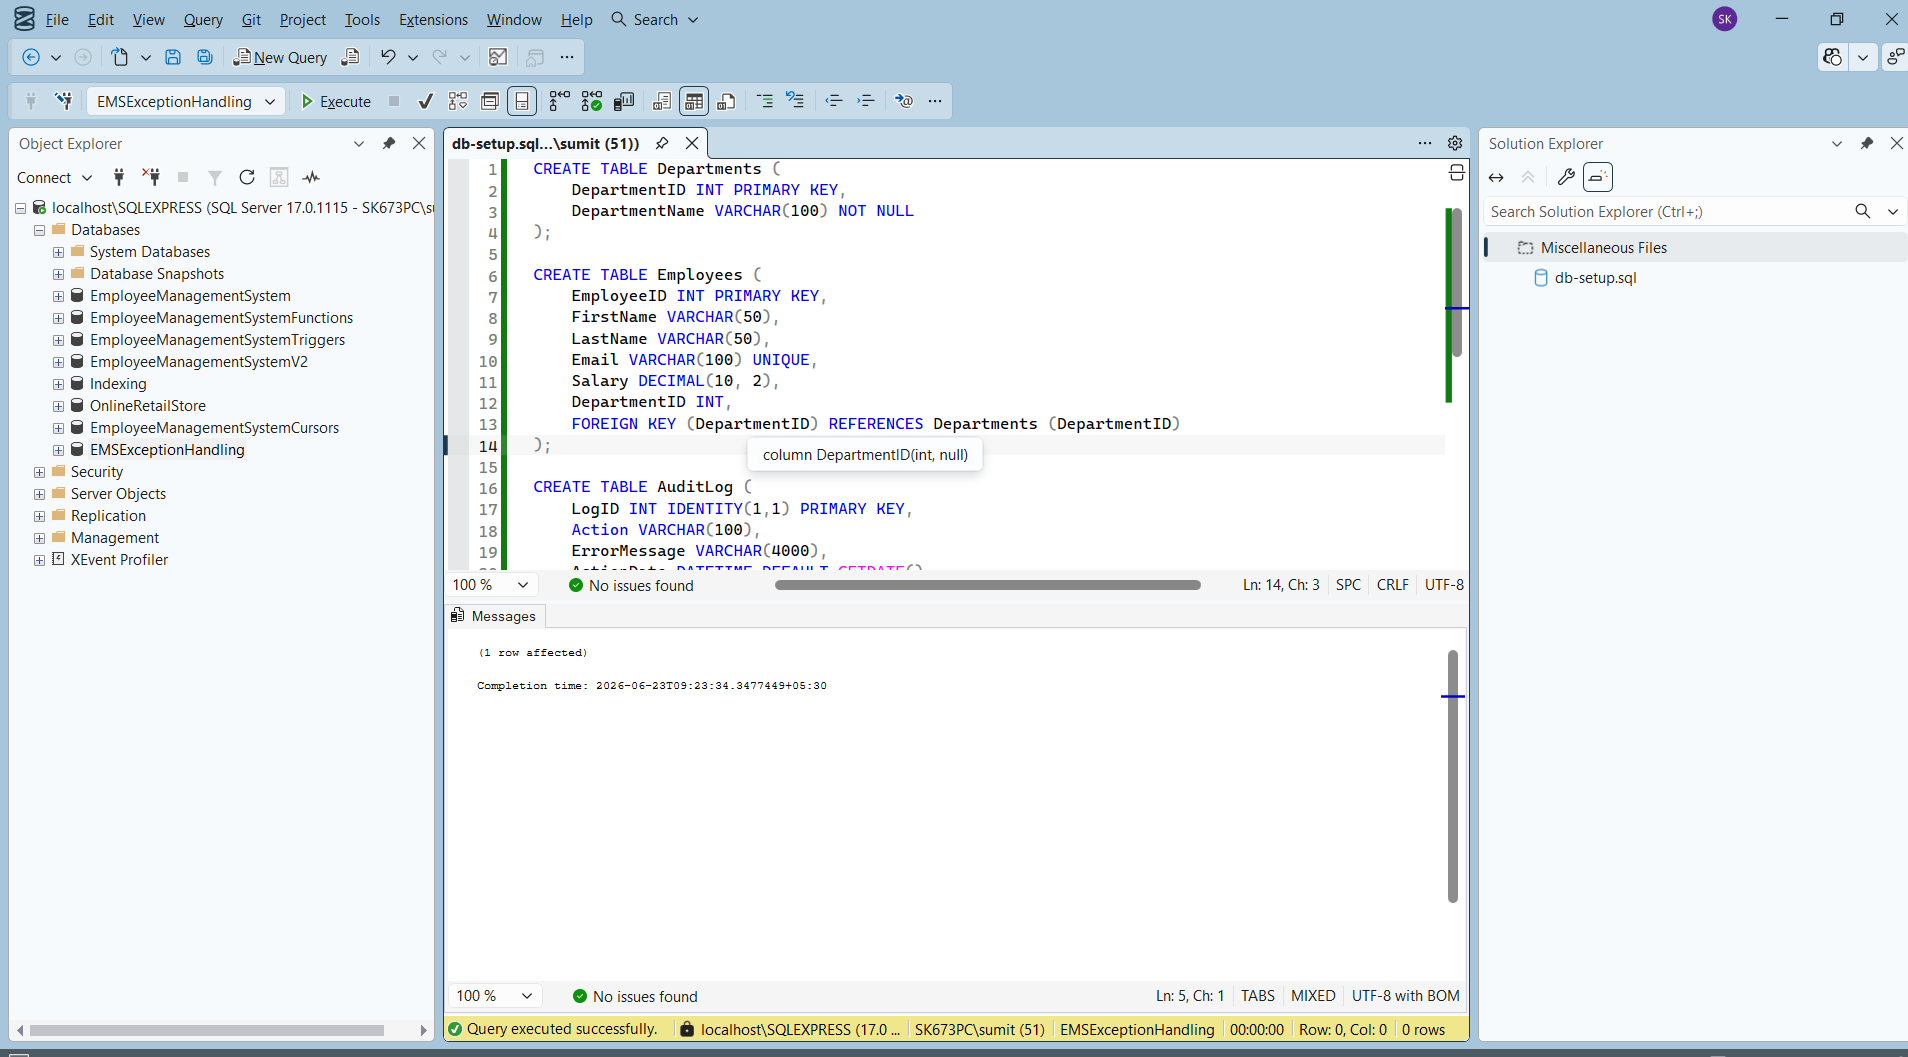 File Edit View Query Git Project Tools Extensions Window Help Search SK
New Query
EMSExceptionHandling Execute
Object Explorer
Connect
localhost\SQLEXPRESS (SQL Server 17.0.1115 - SK673PC\su
Databases
System Databases
Database Snapshots
EmployeeManagementSystem
EmployeeManagementSystemFunctions
EmployeeManagementSystemTriggers
EmployeeManagementSystemV2
Indexing
OnlineRetailStore
EmployeeManagementSystemCursors
EMSExceptionHandling
Security
Server Objects
Replication
Management
XEvent Profiler
db-setup.sql...\sumit (51))
1 CREATE TABLE Departments (
2 DepartmentID INT PRIMARY KEY,
3 DepartmentName VARCHAR(100) NOT NULL
4 );
5
6 CREATE TABLE Employees (
7 EmployeeID INT PRIMARY KEY,
8 FirstName VARCHAR(50),
9 LastName VARCHAR(50),
10 Email VARCHAR(100) UNIQUE,
11 Salary DECIMAL(10, 2),
12 DepartmentID INT,
13 FOREIGN KEY (DepartmentID) REFERENCES Departments (DepartmentID)
14 );
column DepartmentID(int, null)
15
16 CREATE TABLE AuditLog (
17 LogID INT IDENTITY(1,1) PRIMARY KEY,
18 Action VARCHAR(100),
19 ErrorMessage VARCHAR(4000),
ActionDate DATETIME DEFAULT GETDATE()
100 % No issues found Ln: 14, Ch: 3 SPC CRLF UTF-8
Messages
(1 row affected)
Completion time: 2026-06-23T09:23:34.3477449+05:30
100 % No issues found Ln: 5, Ch: 1 TABS MIXED UTF-8 with BOM
Query executed successfully. localhost\SQLEXPRESS (17.0 ... SK673PC\sumit (51) EMSExceptionHandling 00:00:00 Row: 0, Col: 0 0 rows
Solution Explorer
Search Solution Explorer (Ctrl+;)
Miscellaneous Files
db-setup.sql